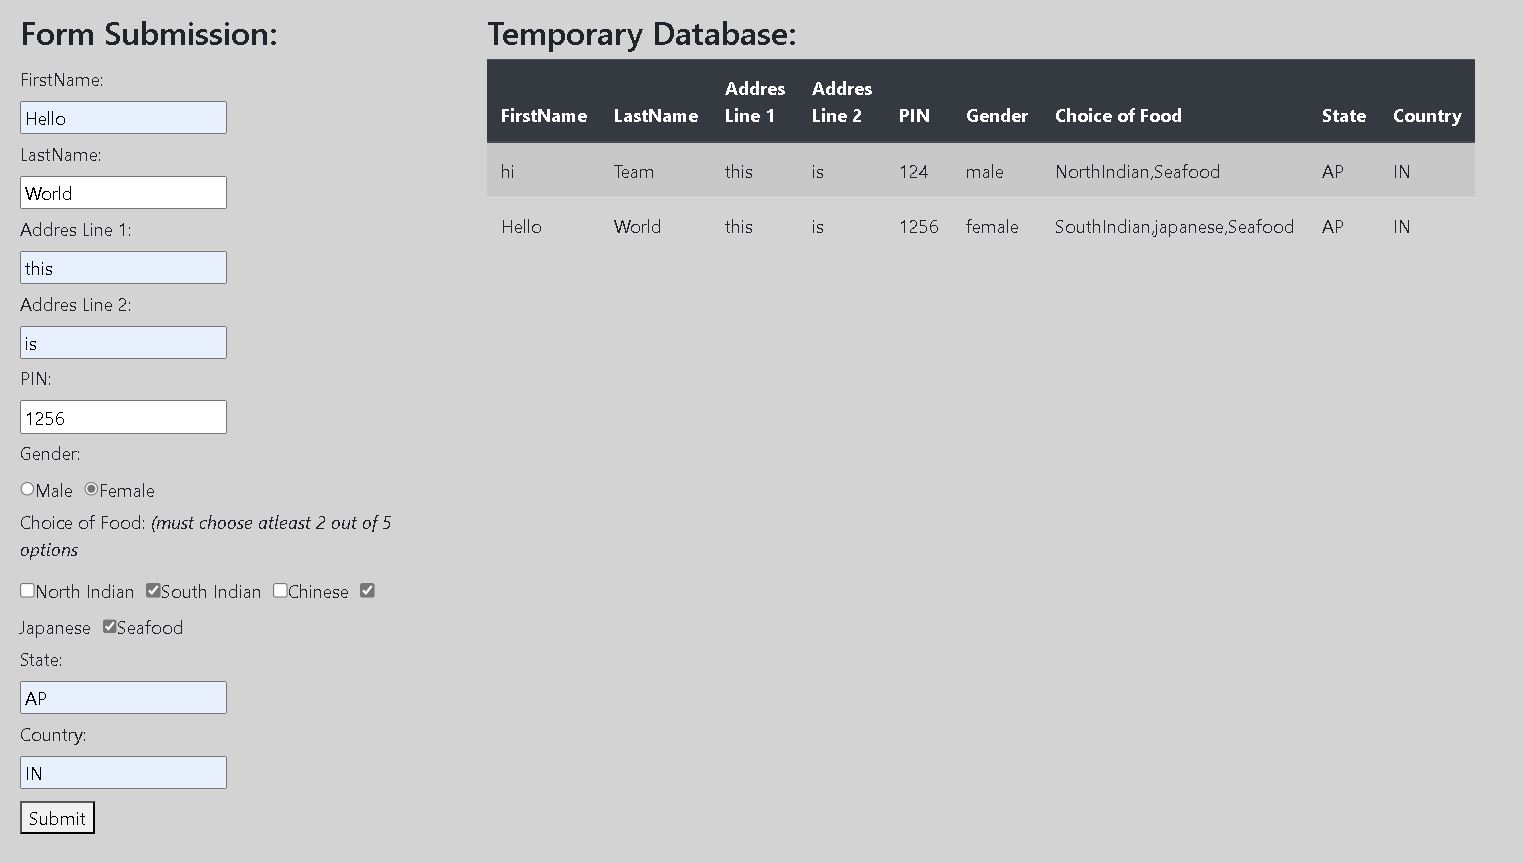 Form Submission:
FirstName:
Hello
LastName:
World
Addres Line 1:
this
Addres Line 2:
is
PIN:
1256
Gender:
Male Female
Choice of Food: (must choose atleast 2 out of 5
options
North Indian South Indian Chinese
Japanese Seafood
State:
AP
Country:
IN
Submit
Temporary Database:
FirstName LastName Addres Line 1 Addres Line 2 PIN Gender Choice of Food State Country
hi Team this is 124 male NorthIndian,Seafood AP IN
Hello World this is 1256 female SouthIndian,japanese,Seafood AP IN